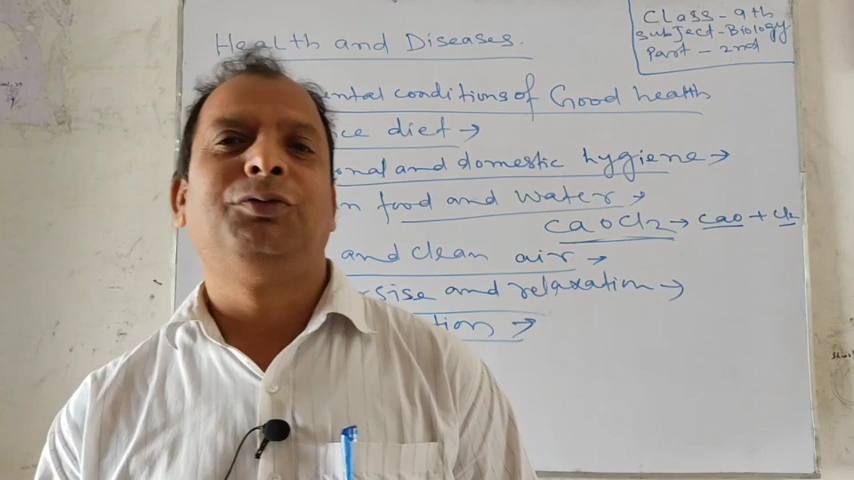 Health and Diseases.
Class - 9th
Subject - Biology
Part - 2nd
ental conditions of Good health
ce diet →
onal and domestic hygiene →
n food and water →
CaOCl2 → CaO + Cl2
and clean air →
rsise and relaxation →
tion →